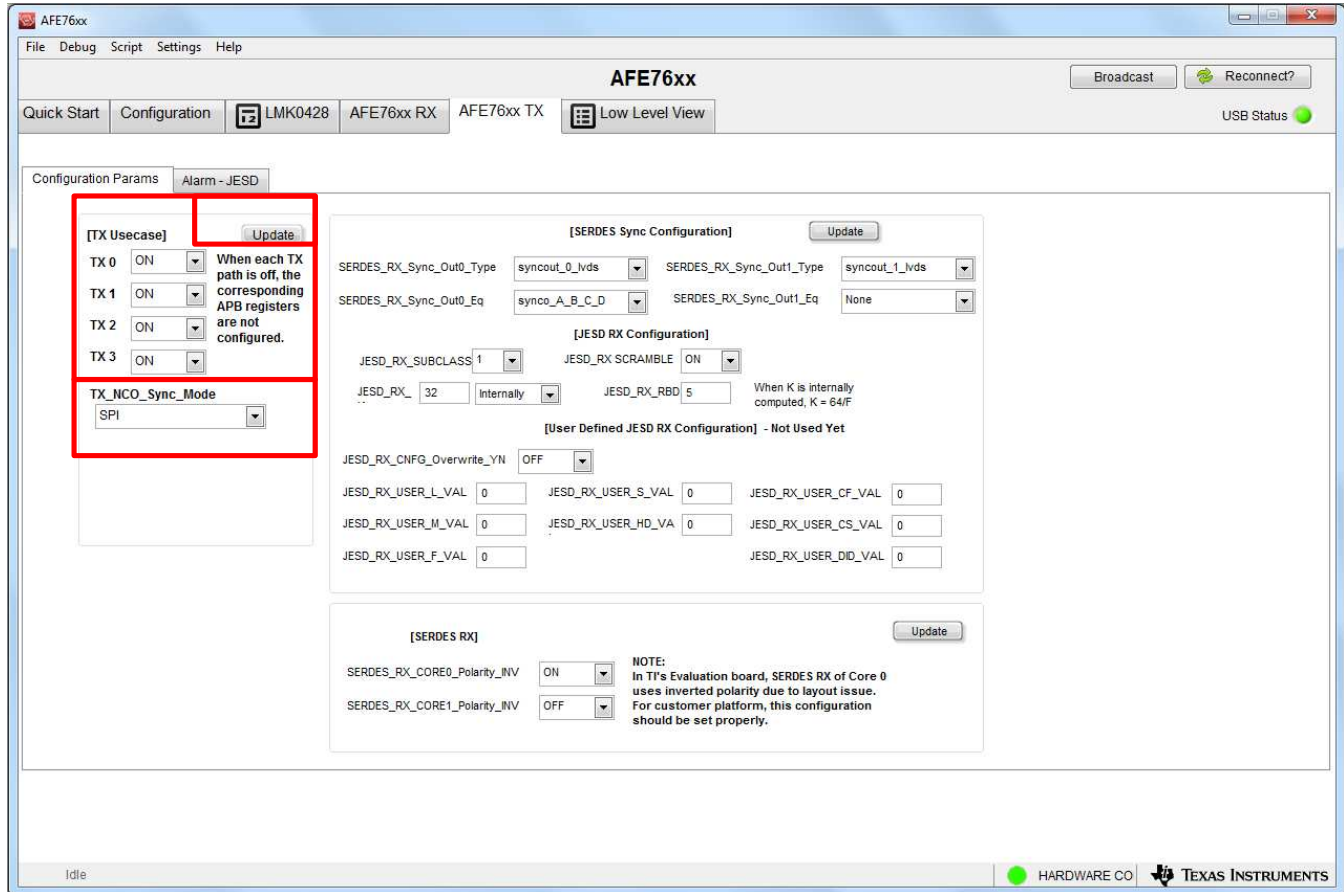 AFE76xx
File Debug Script Settings Help
AFE76xx
Broadcast
Reconnect?
Quick Start
Configuration
LMK0428
AFE76xx RX
AFE76xx TX
Low Level View
USB Status
Configuration Params
Alarm - JESD
[TX Usecase]
Update
TX 0 ON
TX 1 ON
TX 2 ON
TX 3 ON
When each TX
path is off, the
corresponding
APB registers
are not
configured.
TX_NCO_Sync_Mode
SPI
[SERDES Sync Configuration]
Update
SERDES_RX_Sync_Out0_Type syncout_0_lvds SERDES_RX_Sync_Out1_Type syncout_1_lvds
SERDES_RX_Sync_Out0_Eq synco_A_B_C_D SERDES_RX_Sync_Out1_Eq None
[JESD RX Configuration]
JESD_RX_SUBCLASS 1 JESD_RX SCRAMBLE ON
JESD_RX_ 32 Internally JESD_RX_RBD 5
When K is internally
computed, K = 64/F
[User Defined JESD RX Configuration] - Not Used Yet
JESD_RX_CNFG_Overwrite_YN OFF
JESD_RX_USER_L_VAL 0 JESD_RX_USER_S_VAL 0 JESD_RX_USER_CF_VAL 0
JESD_RX_USER_M_VAL 0 JESD_RX_USER_HD_VA 0 JESD_RX_USER_CS_VAL 0
JESD_RX_USER_F_VAL 0 JESD_RX_USER_DID_VAL 0
[SERDES RX]
Update
SERDES_RX_CORE0_Polarity_INV ON
SERDES_RX_CORE1_Polarity_INV OFF
NOTE:
In TI's Evaluation board, SERDES RX of Core 0
uses inverted polarity due to layout issue.
For customer platform, this configuration
should be set properly.
Idle
HARDWARE CO
TEXAS INSTRUMENTS